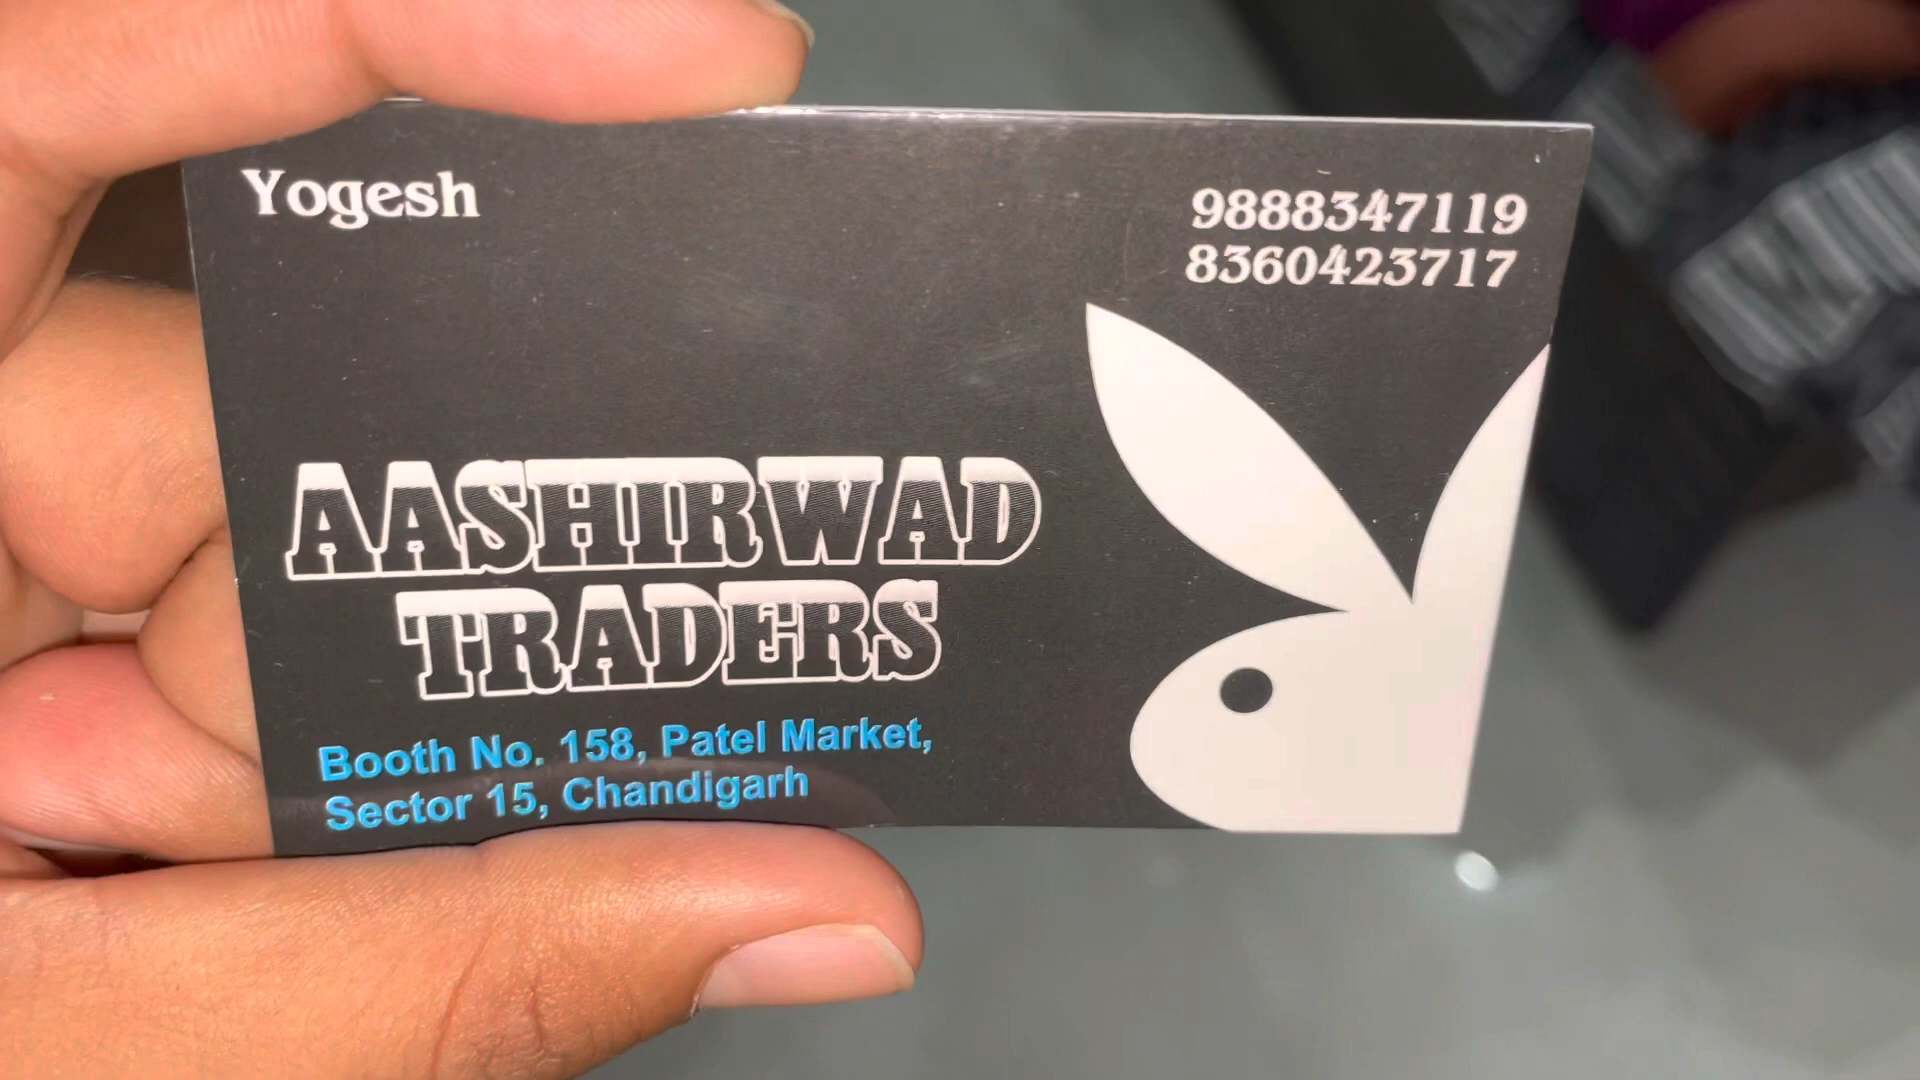 Yogesh
9888347119
8360423717
AASHIRWAD
TRADERS
Booth No. 158, Patel Market,
Sector 15, Chandigarh